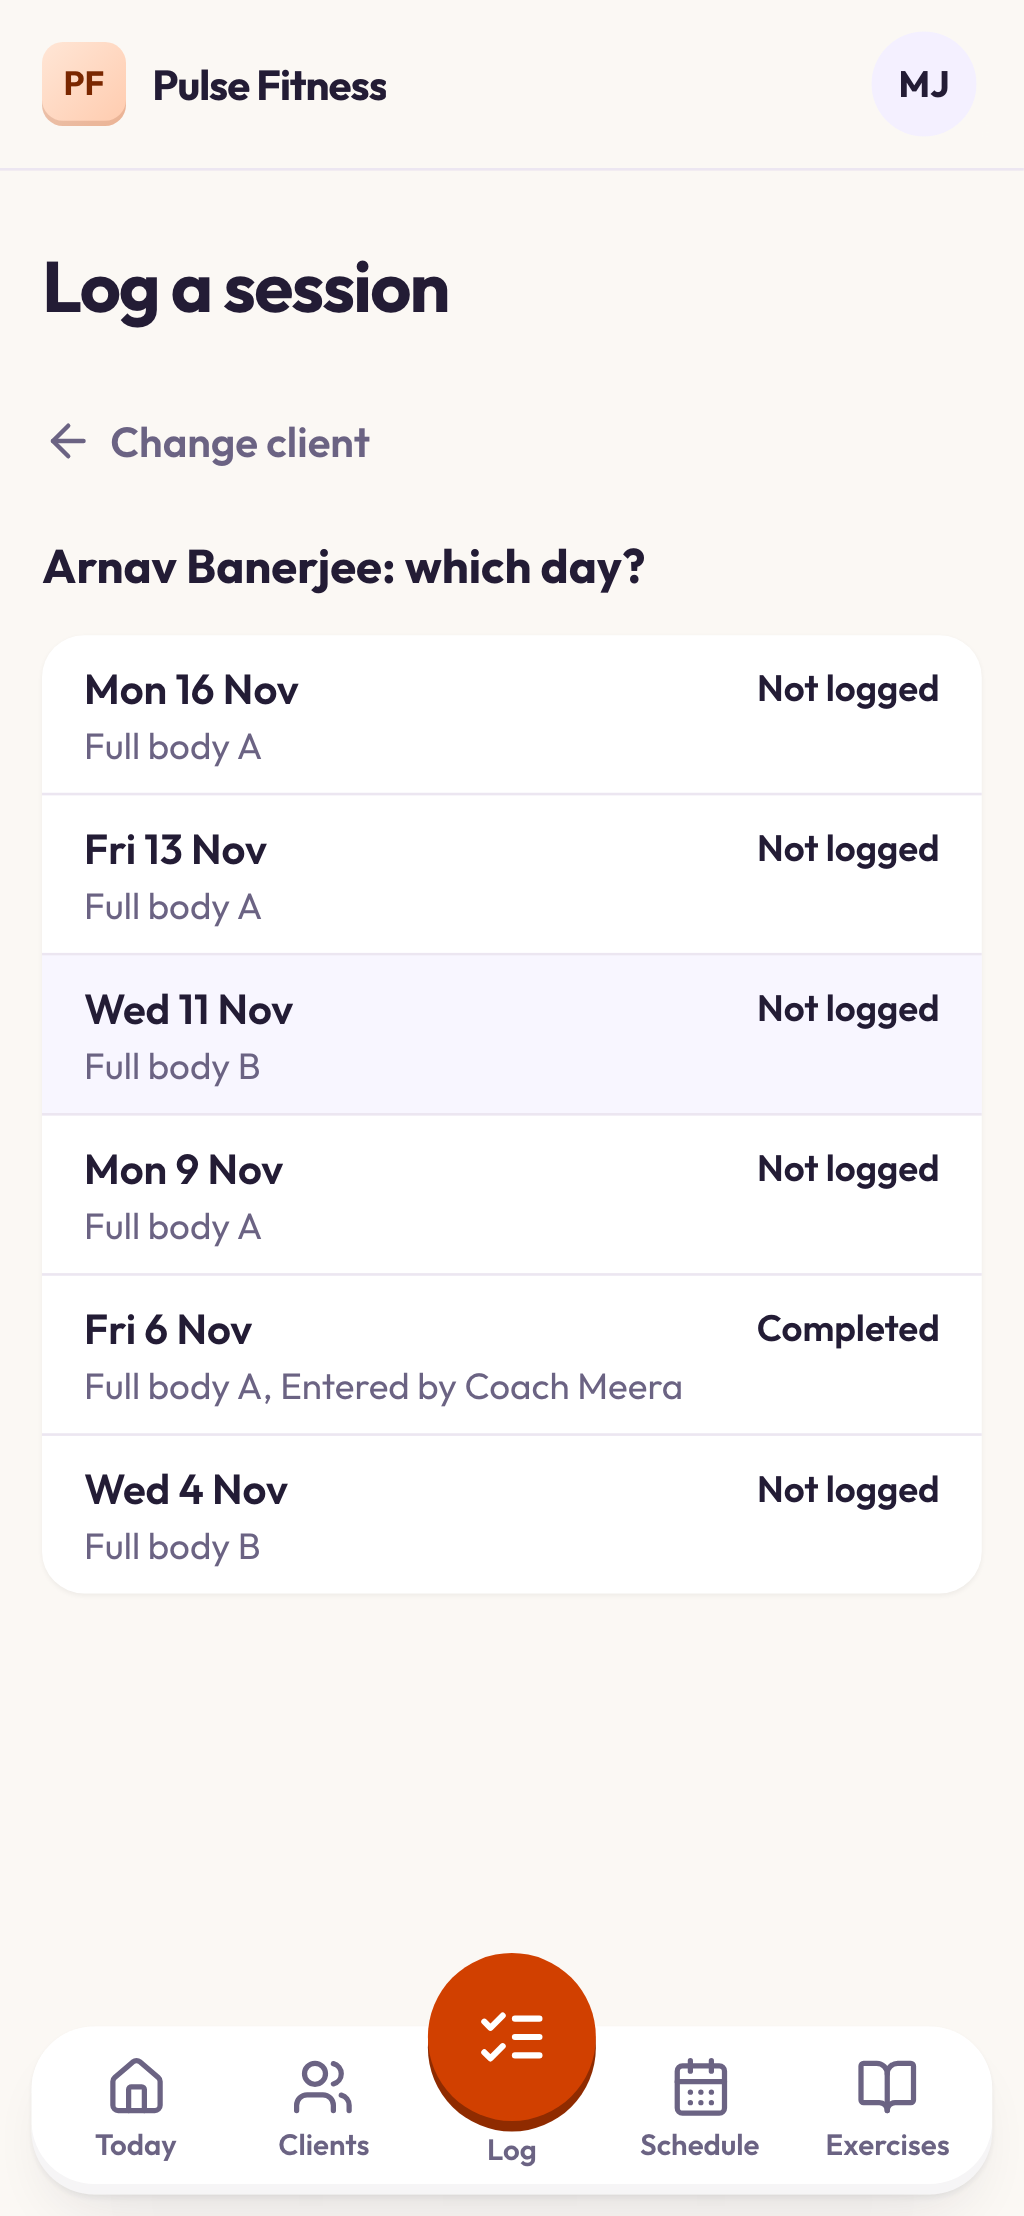 PF
Pulse Fitness
MJ
Log a session
Change client
Arnav Banerjee: which day?
Mon 16 Nov
Not logged
Full body A
Fri 13 Nov
Not logged
Full body A
Wed 11 Nov
Not logged
Full body B
Mon 9 Nov
Not logged
Full body A
Fri 6 Nov
Completed
Full body A, Entered by Coach Meera
Wed 4 Nov
Not logged
Full body B
Today
Clients
Log
Schedule
Exercises